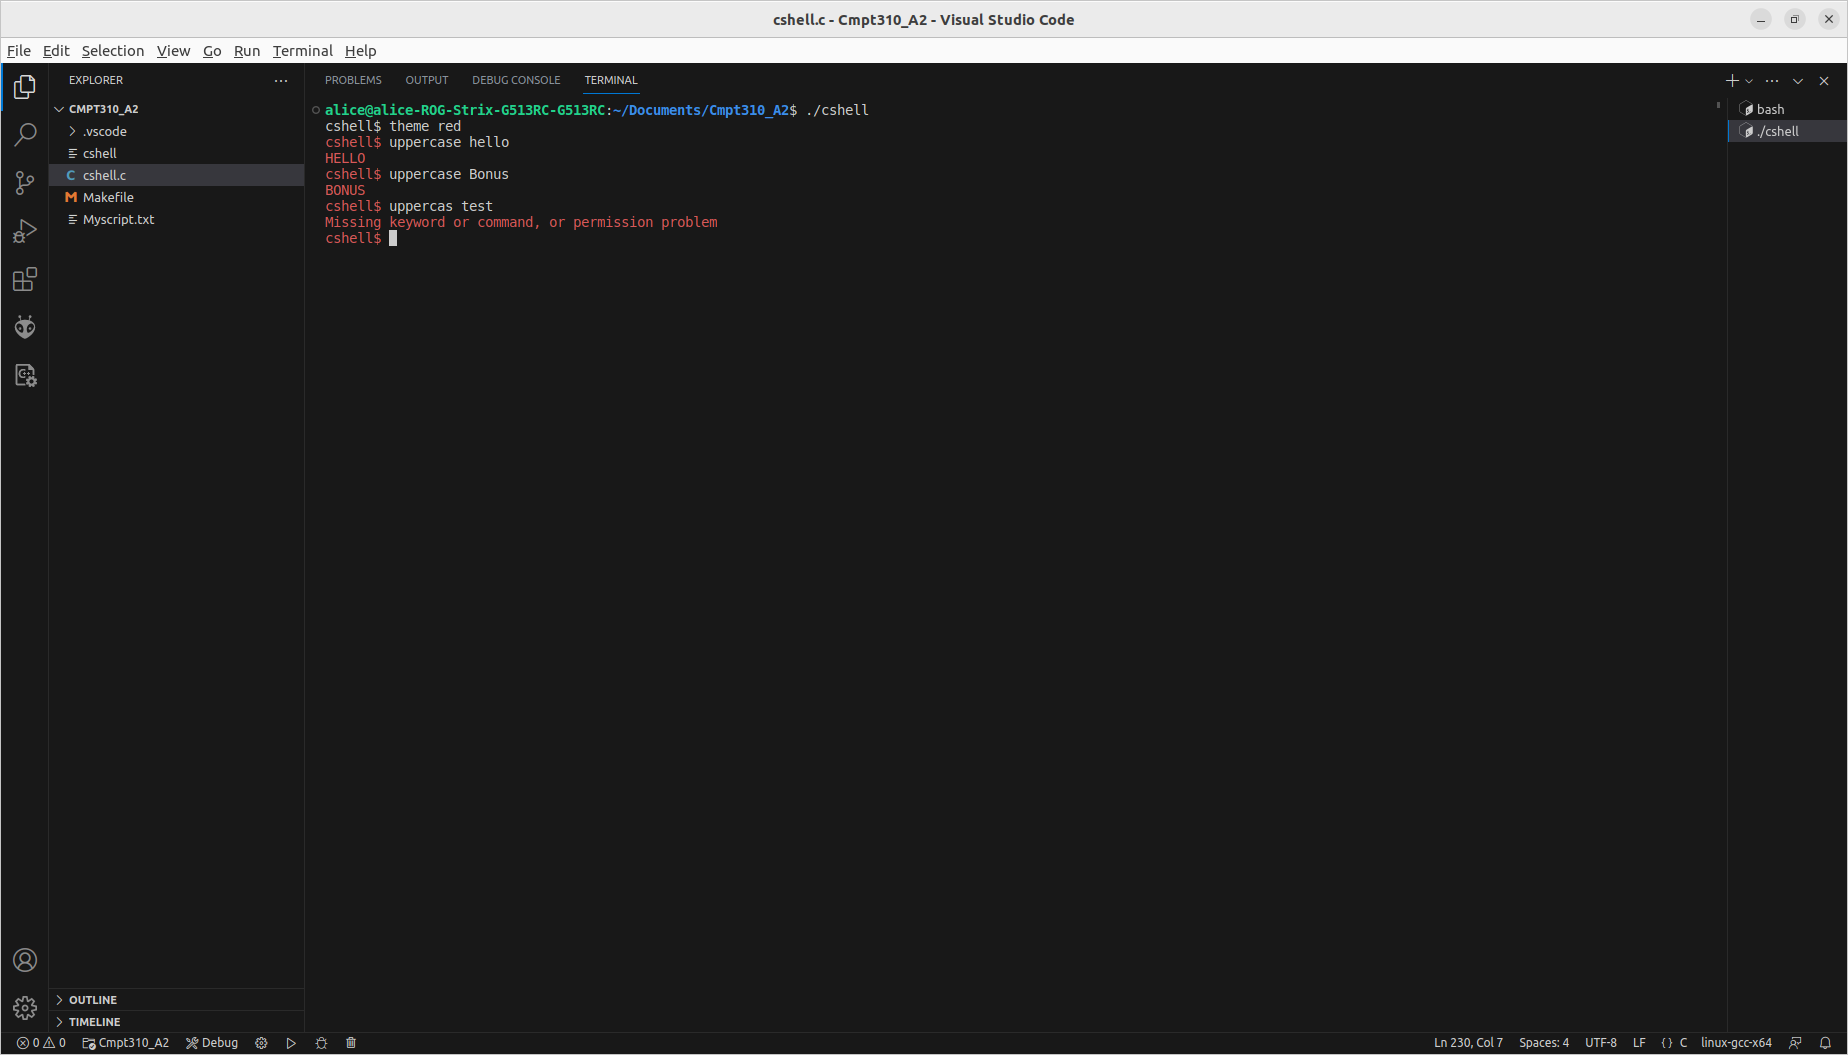 cshell.c - Cmpt310_A2 - Visual Studio Code
File Edit Selection View Go Run Terminal Help
EXPLORER
CMPT310_A2
.vscode
cshell
C cshell.c
M Makefile
Myscript.txt
OUTLINE
TIMELINE
PROBLEMS OUTPUT DEBUG CONSOLE TERMINAL
alice@alice-ROG-Strix-G513RC-G513RC:~/Documents/Cmpt310_A2$ ./cshell
cshell$ theme red
cshell$ uppercase hello
HELLO
cshell$ uppercase Bonus
BONUS
cshell$ uppercas test
Missing keyword or command, or permission problem
cshell$
bash
./cshell
0 0 Cmpt310_A2 Debug Ln 230, Col 7 Spaces: 4 UTF-8 LF {} C linux-gcc-x64